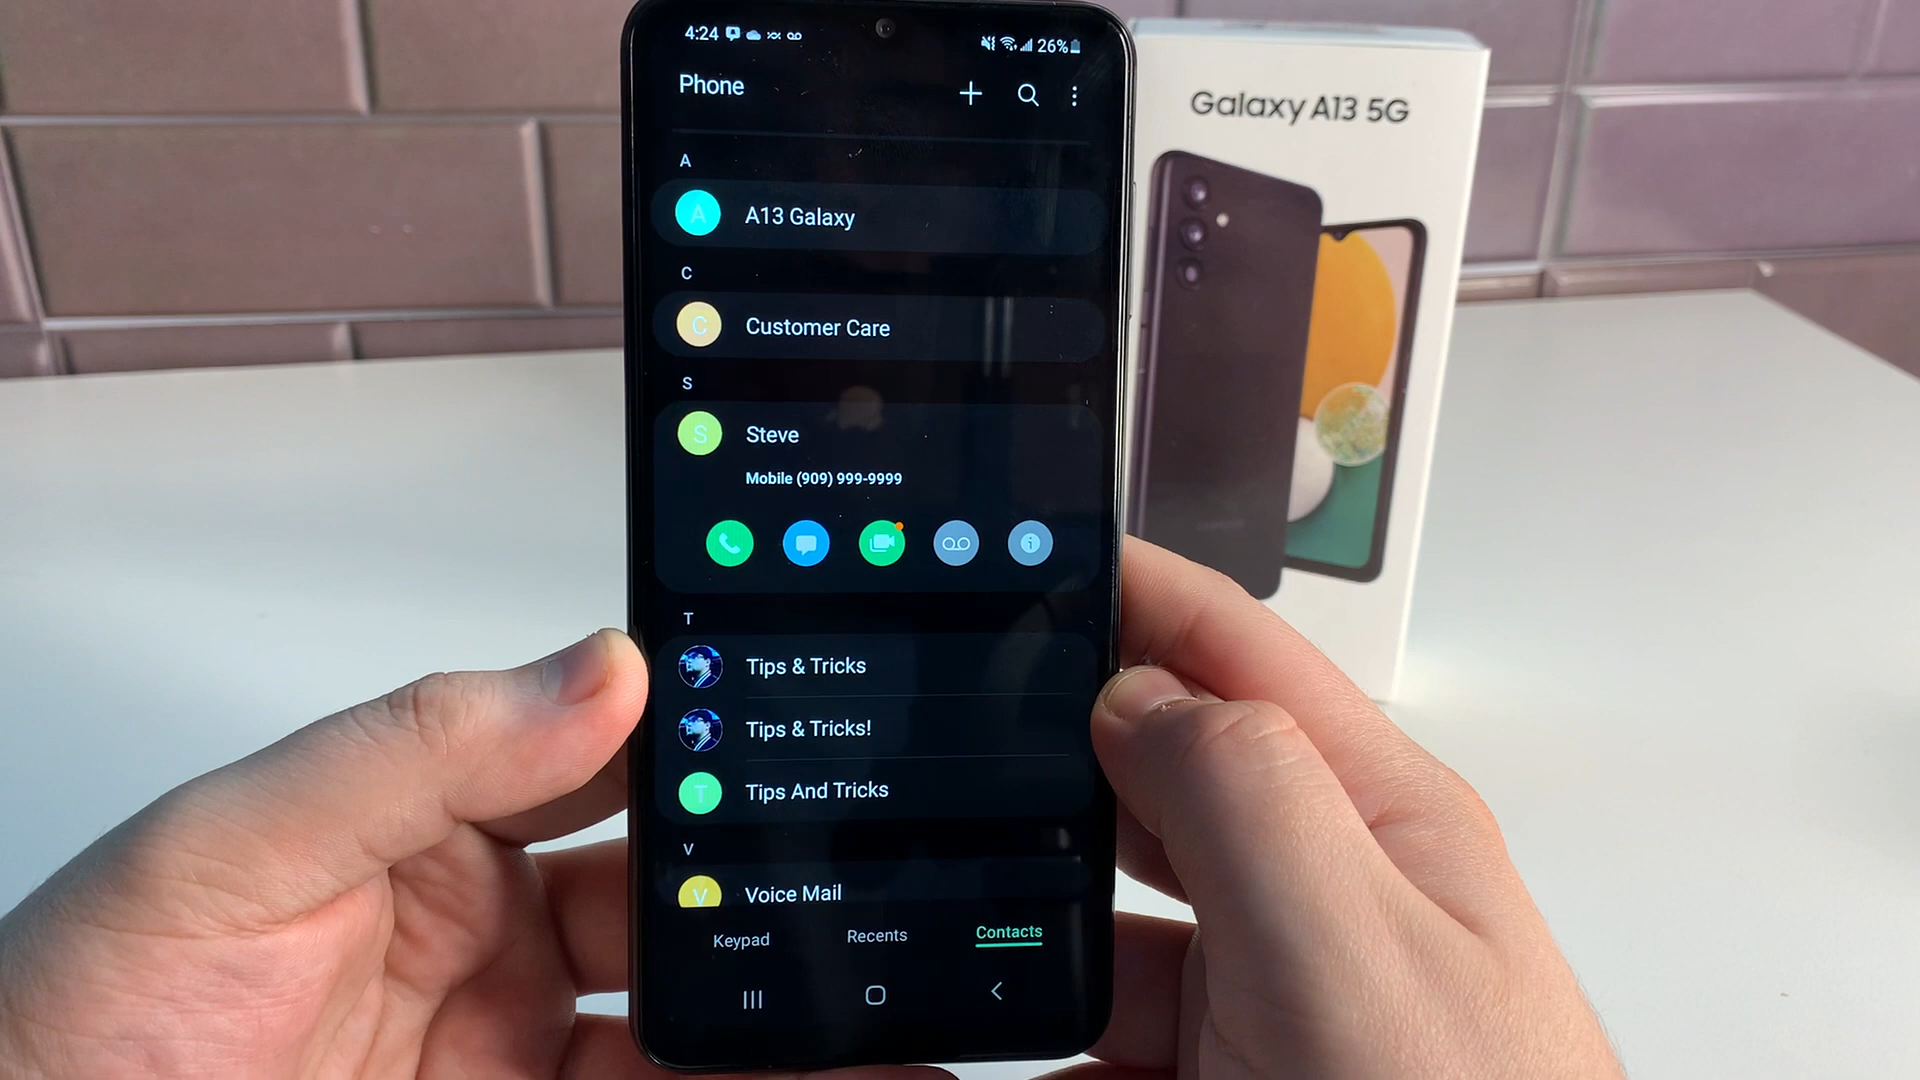 4:24
26%
Phone
Galaxy A13 5G
A
A
A13 Galaxy
C
C
Customer Care
S
S
Steve
Mobile (909) 999-9999
T
Tips & Tricks
Tips & Tricks!
T
Tips And Tricks
V
V
Voice Mail
Keypad
Recents
Contacts